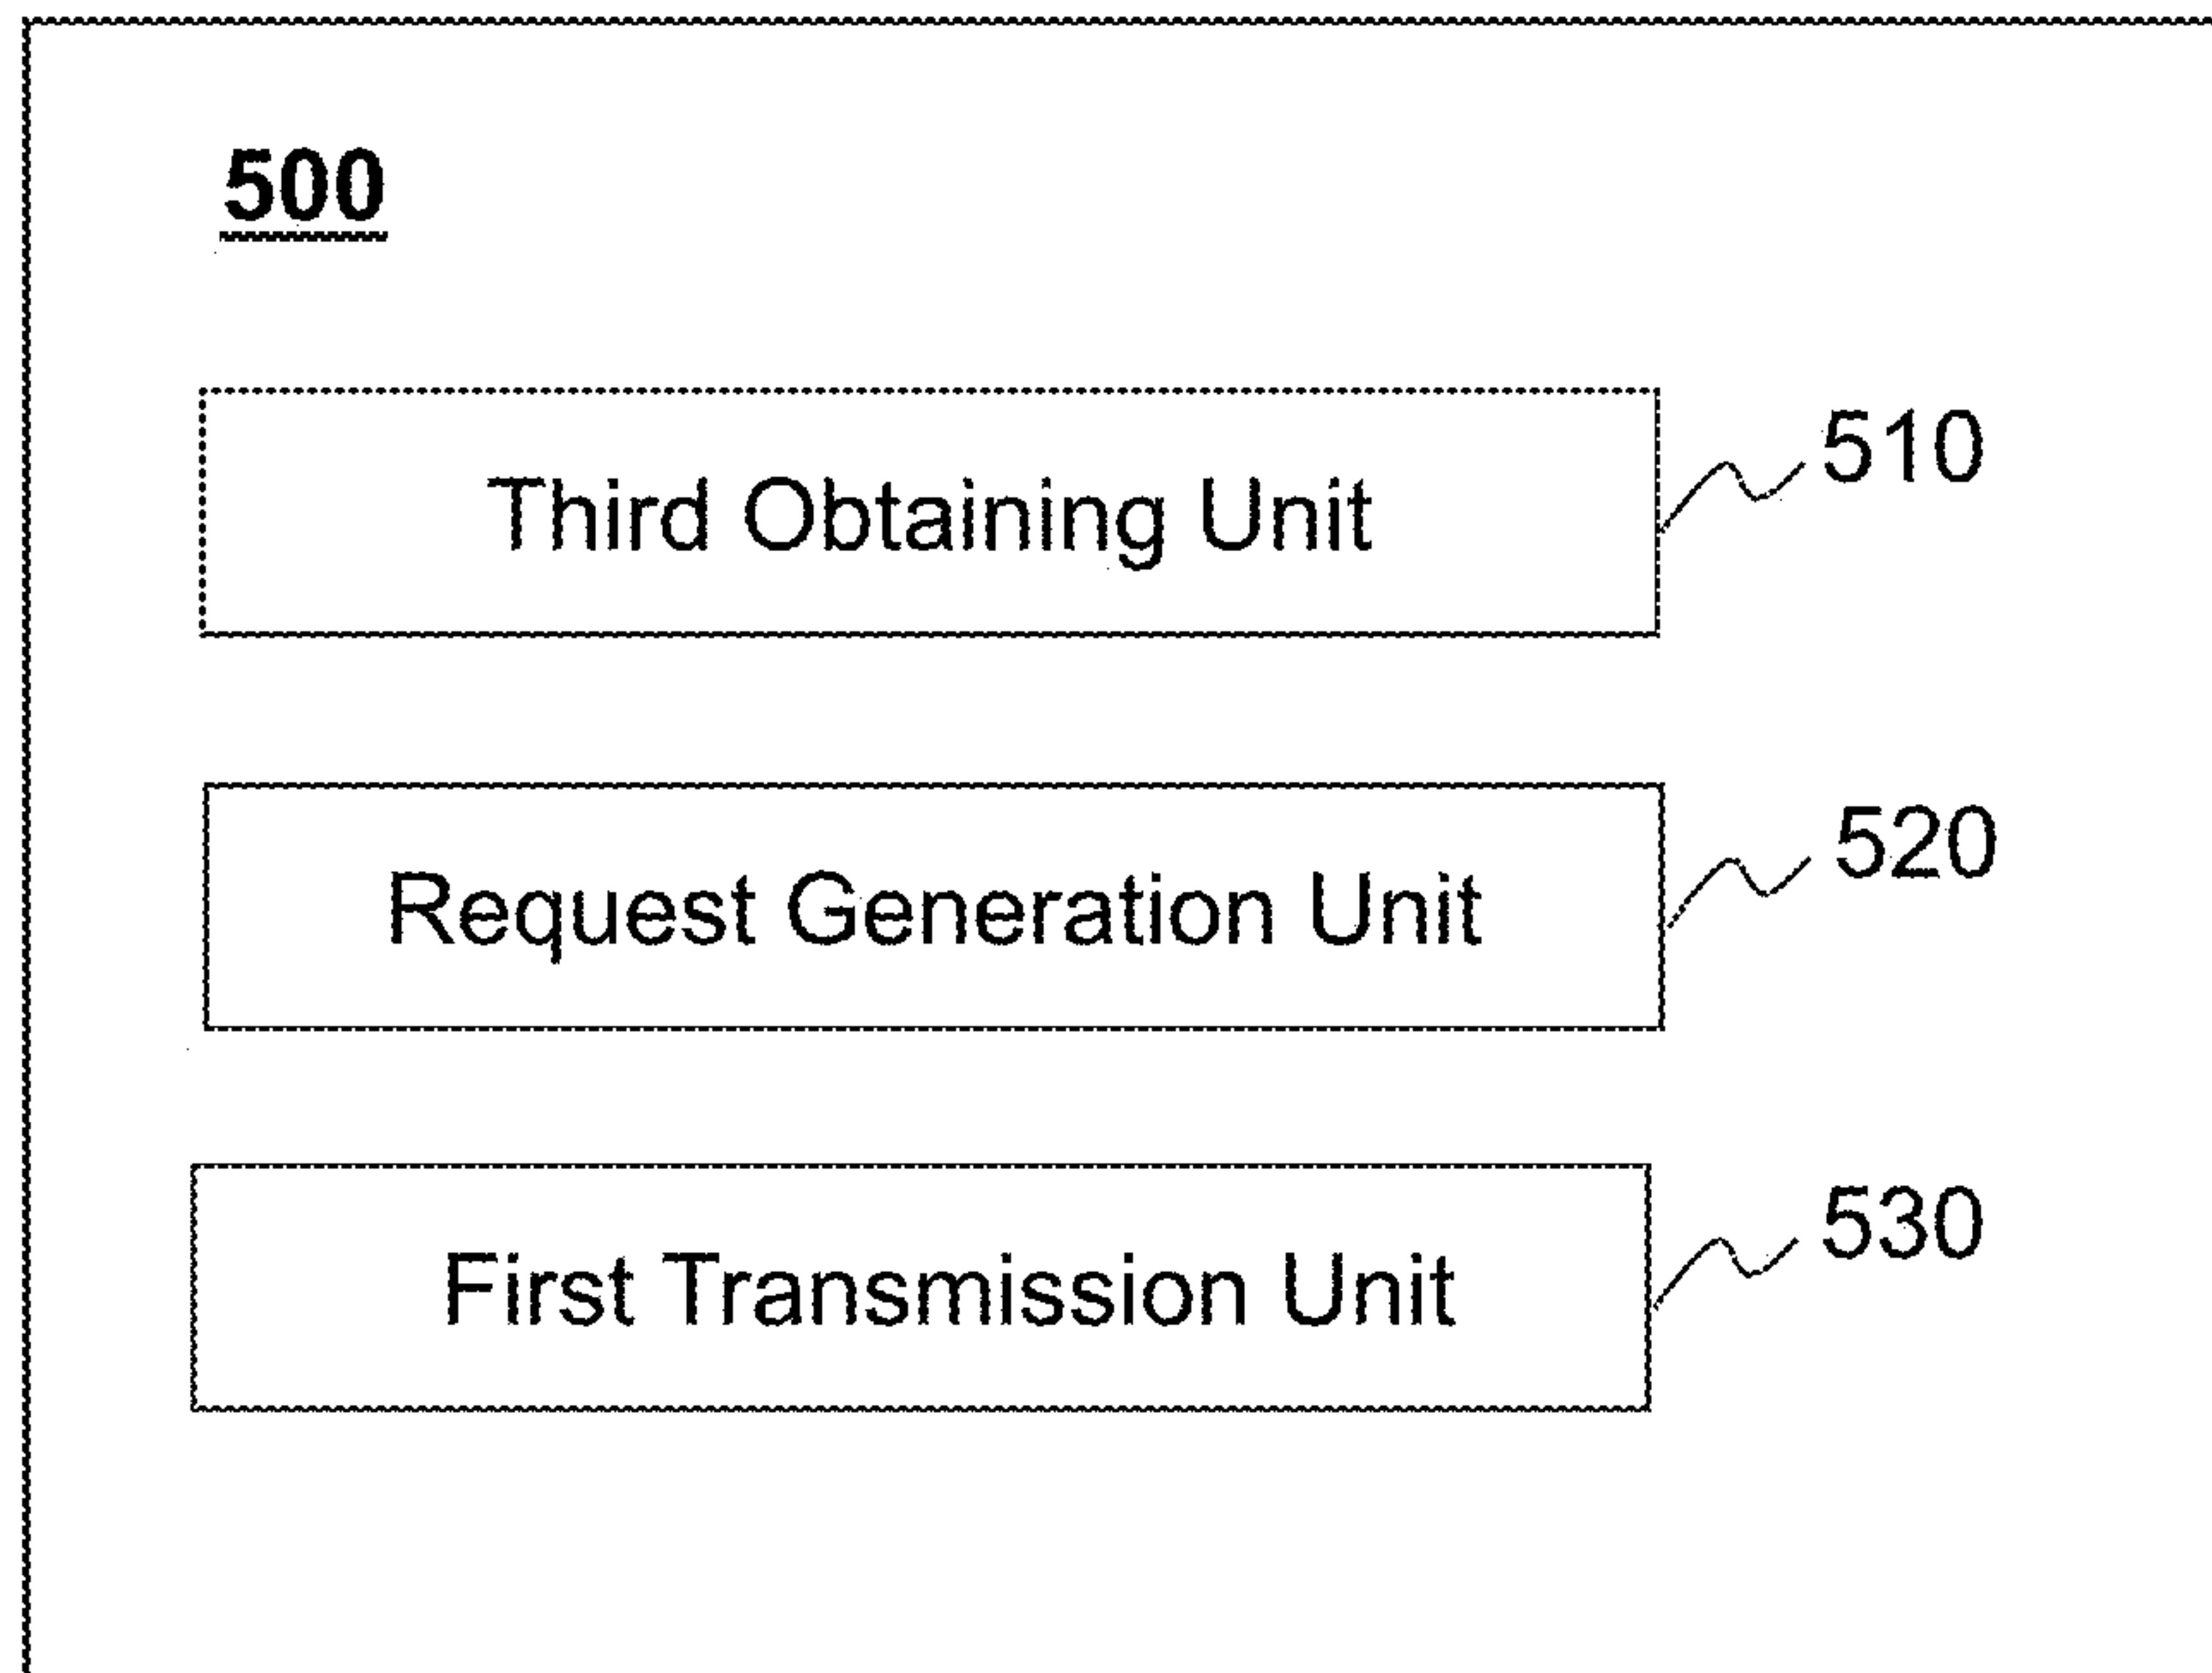 500
Third Obtaining Unit
510
Request Generation Unit
520
First Transmission Unit
530